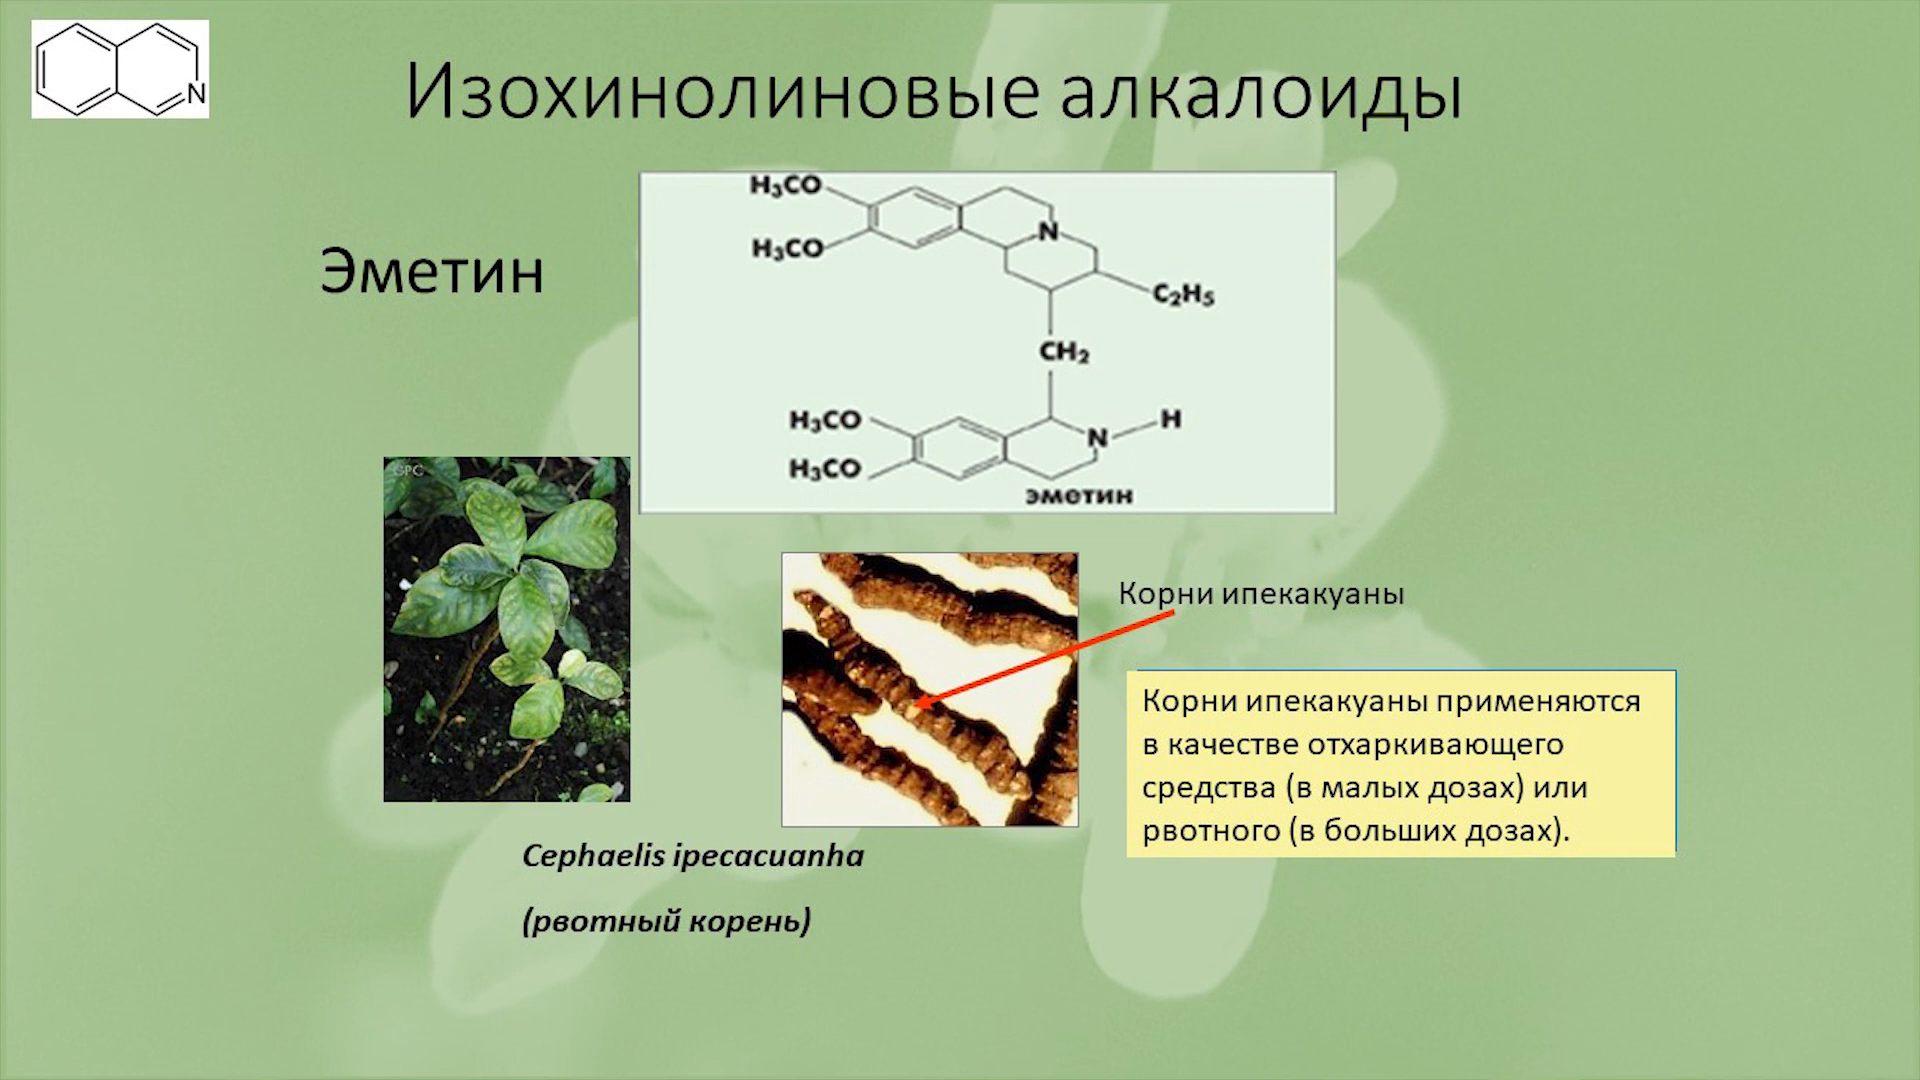 N
Изохинолиновые алкалоиды
Эметин
H₃CO
H₃CO
N
C₂H₅
CH₂
H₃CO
H₃CO
N
H
эметин
GPG
Корни ипекакуаны
Корни ипекакуаны применяются
в качестве отхаркивающего
средства (в малых дозах) или
рвотного (в больших дозах).
Cephaelis ipecacuanha
(рвотный корень)